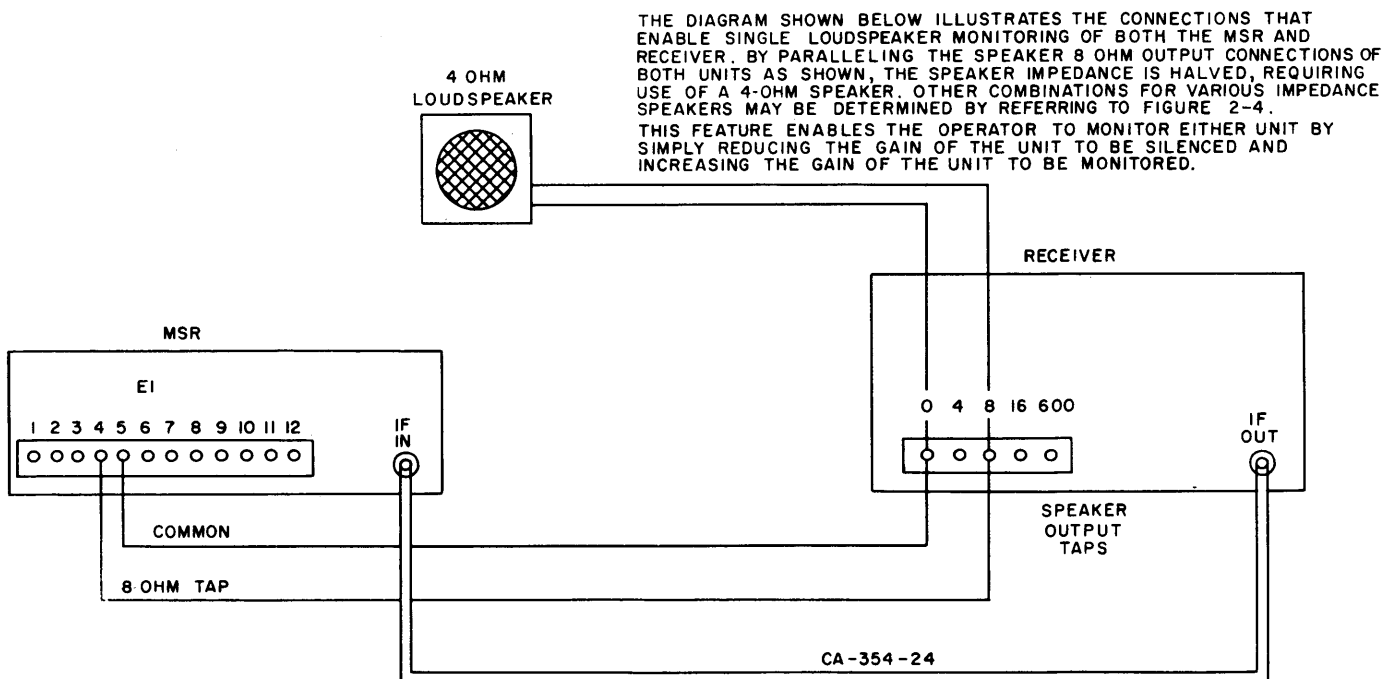 THE DIAGRAM SHOWN BELOW ILLUSTRATES THE CONNECTIONS THAT
ENABLE SINGLE LOUDSPEAKER MONITORING OF BOTH THE MSR AND
RECEIVER. BY PARALLELING THE SPEAKER 8 OHM OUTPUT CONNECTIONS OF
BOTH UNITS AS SHOWN, THE SPEAKER IMPEDANCE IS HALVED, REQUIRING
USE OF A 4-OHM SPEAKER. OTHER COMBINATIONS FOR VARIOUS IMPEDANCE
SPEAKERS MAY BE DETERMINED BY REFERRING TO FIGURE 2-4.
THIS FEATURE ENABLES THE OPERATOR TO MONITOR EITHER UNIT BY
SIMPLY REDUCING THE GAIN OF THE UNIT TO BE SILENCED AND
INCREASING THE GAIN OF THE UNIT TO BE MONITORED.
4 OHM
LOUDSPEAKER
RECEIVER
MSR
E1
1 2 3 4 5 6 7 8 9 10 11 12
IF
IN
0 4 8 16 600
IF
OUT
SPEAKER
OUTPUT
TAPS
COMMON
8 OHM TAP
CA-354-24